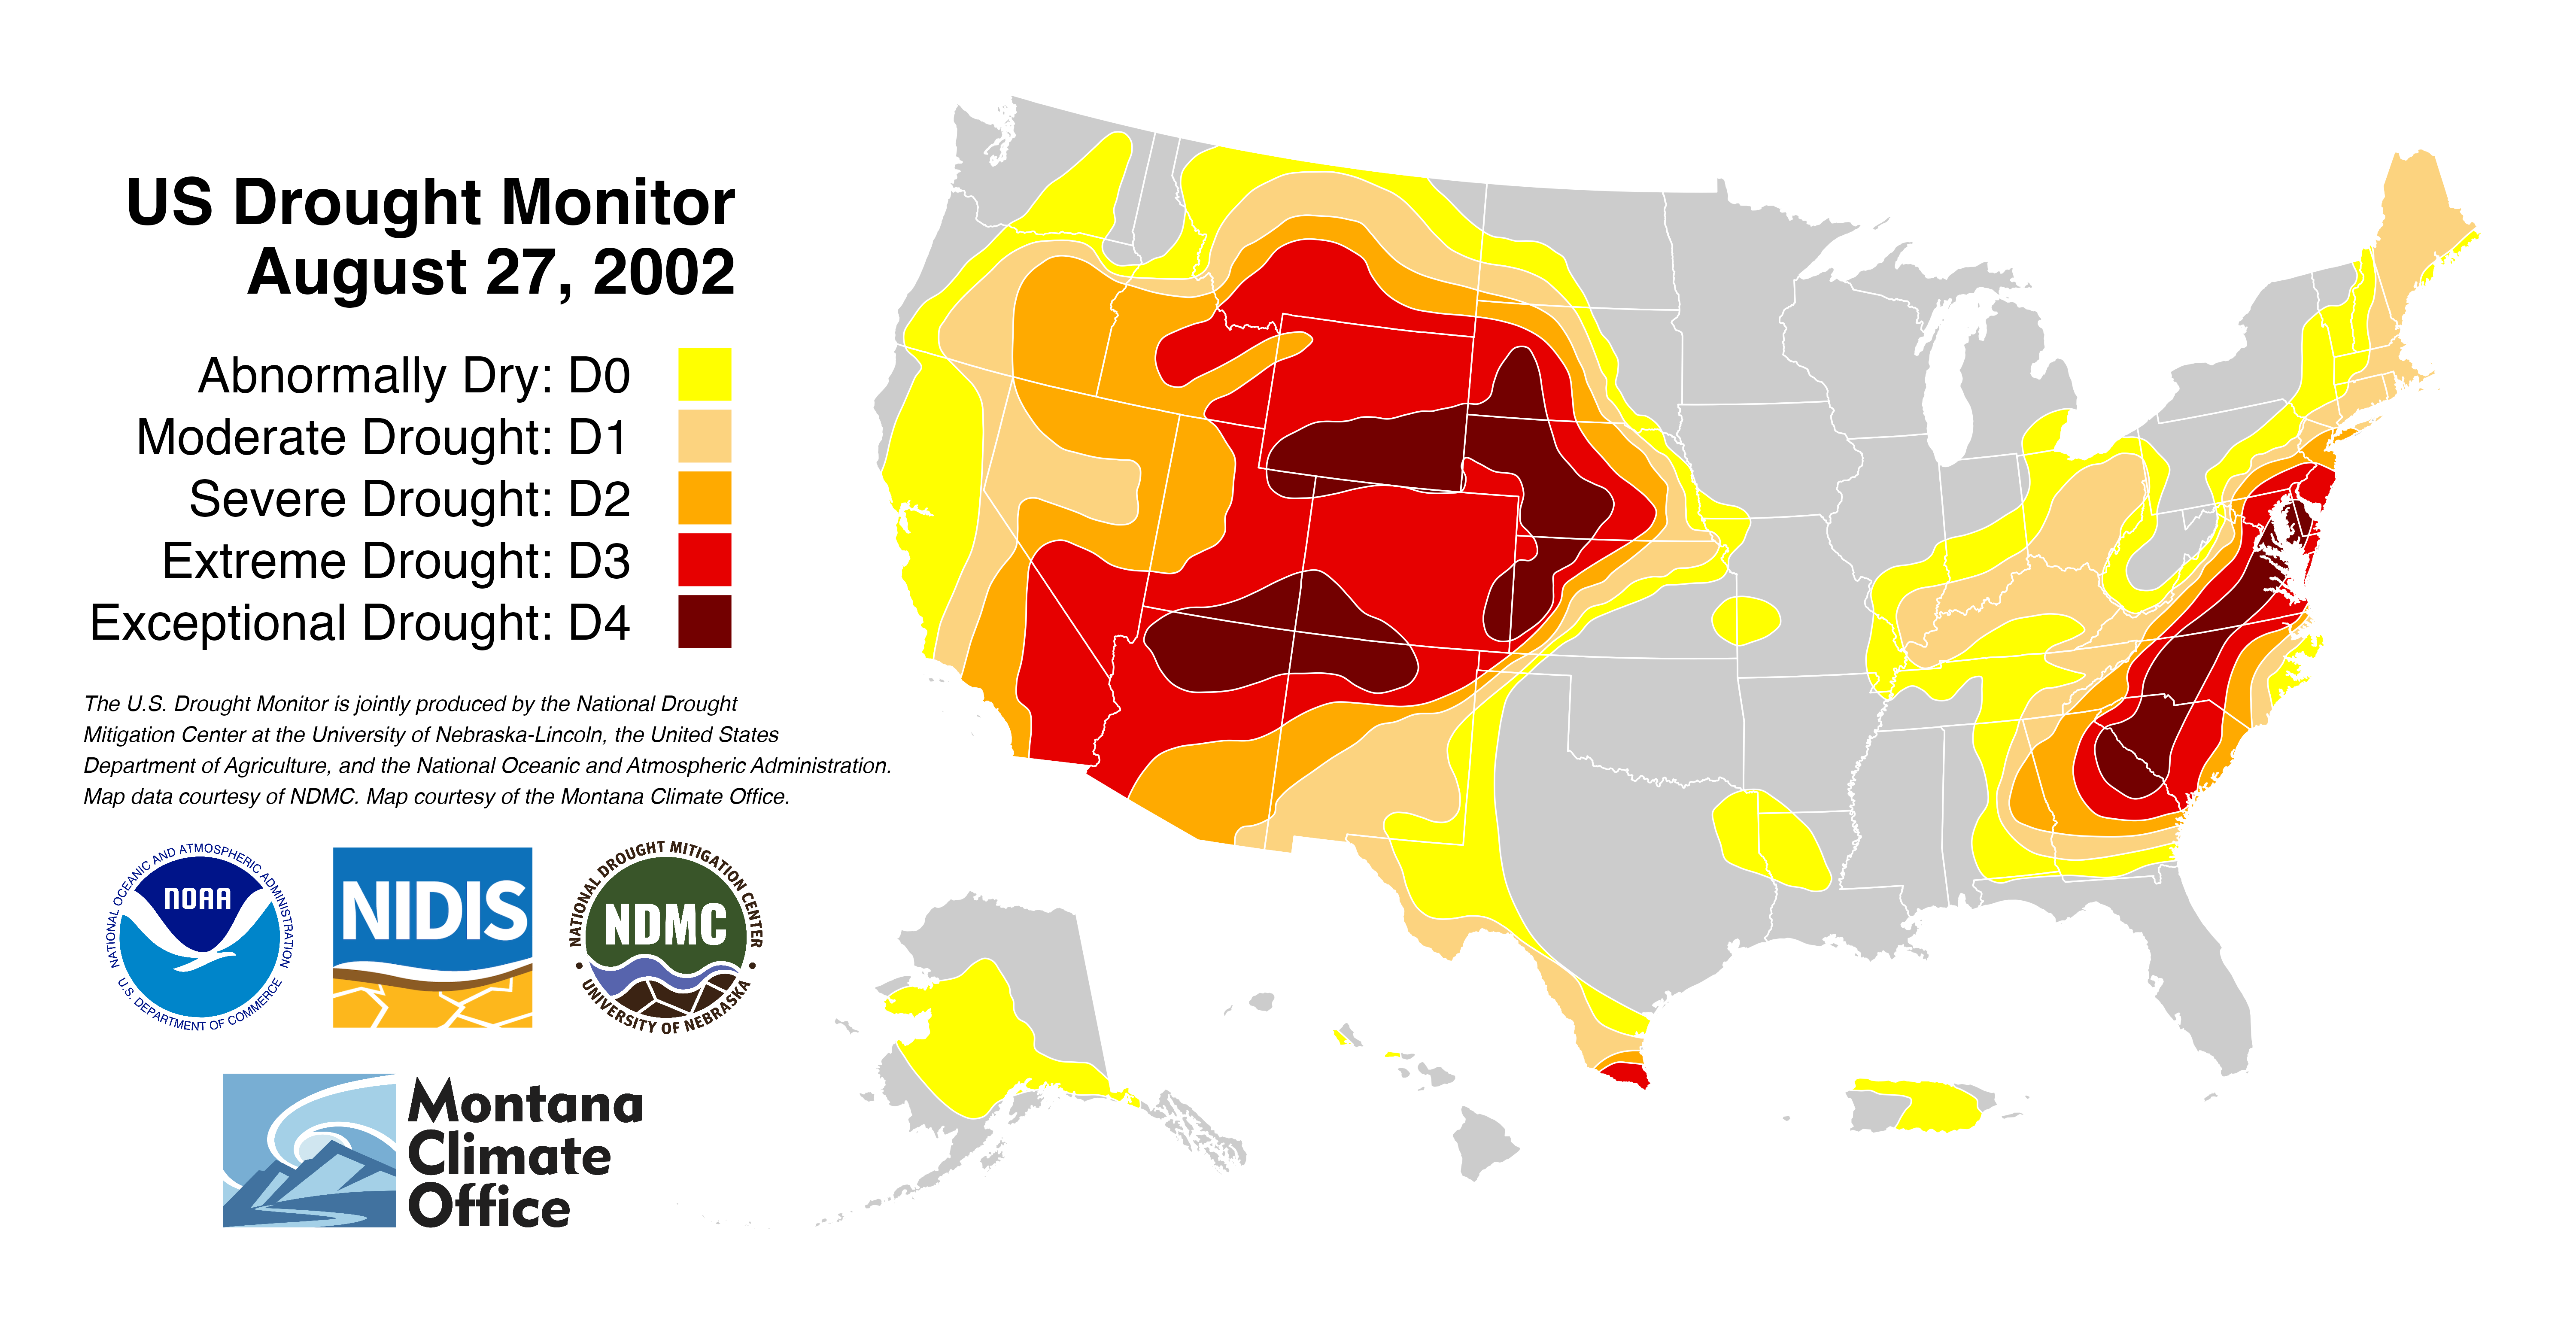 US Drought Monitor
August 27, 2002
Abnormally Dry: D0
Moderate Drought: D1
Severe Drought: D2
Extreme Drought: D3
Exceptional Drought: D4
The U.S. Drought Monitor is jointly produced by the National Drought
Mitigation Center at the University of Nebraska-Lincoln, the United States
Department of Agriculture, and the National Oceanic and Atmospheric Administration.
Map data courtesy of NDMC. Map courtesy of the Montana Climate Office.
NATIONAL OCEANIC AND ATMOSPHERIC ADMINISTRATION
NOAA
U.S. DEPARTMENT OF COMMERCE
NIDIS
NATIONAL DROUGHT MITIGATION CENTER
NDMC
• UNIVERSITY OF NEBRASKA •
Montana
Climate
Office